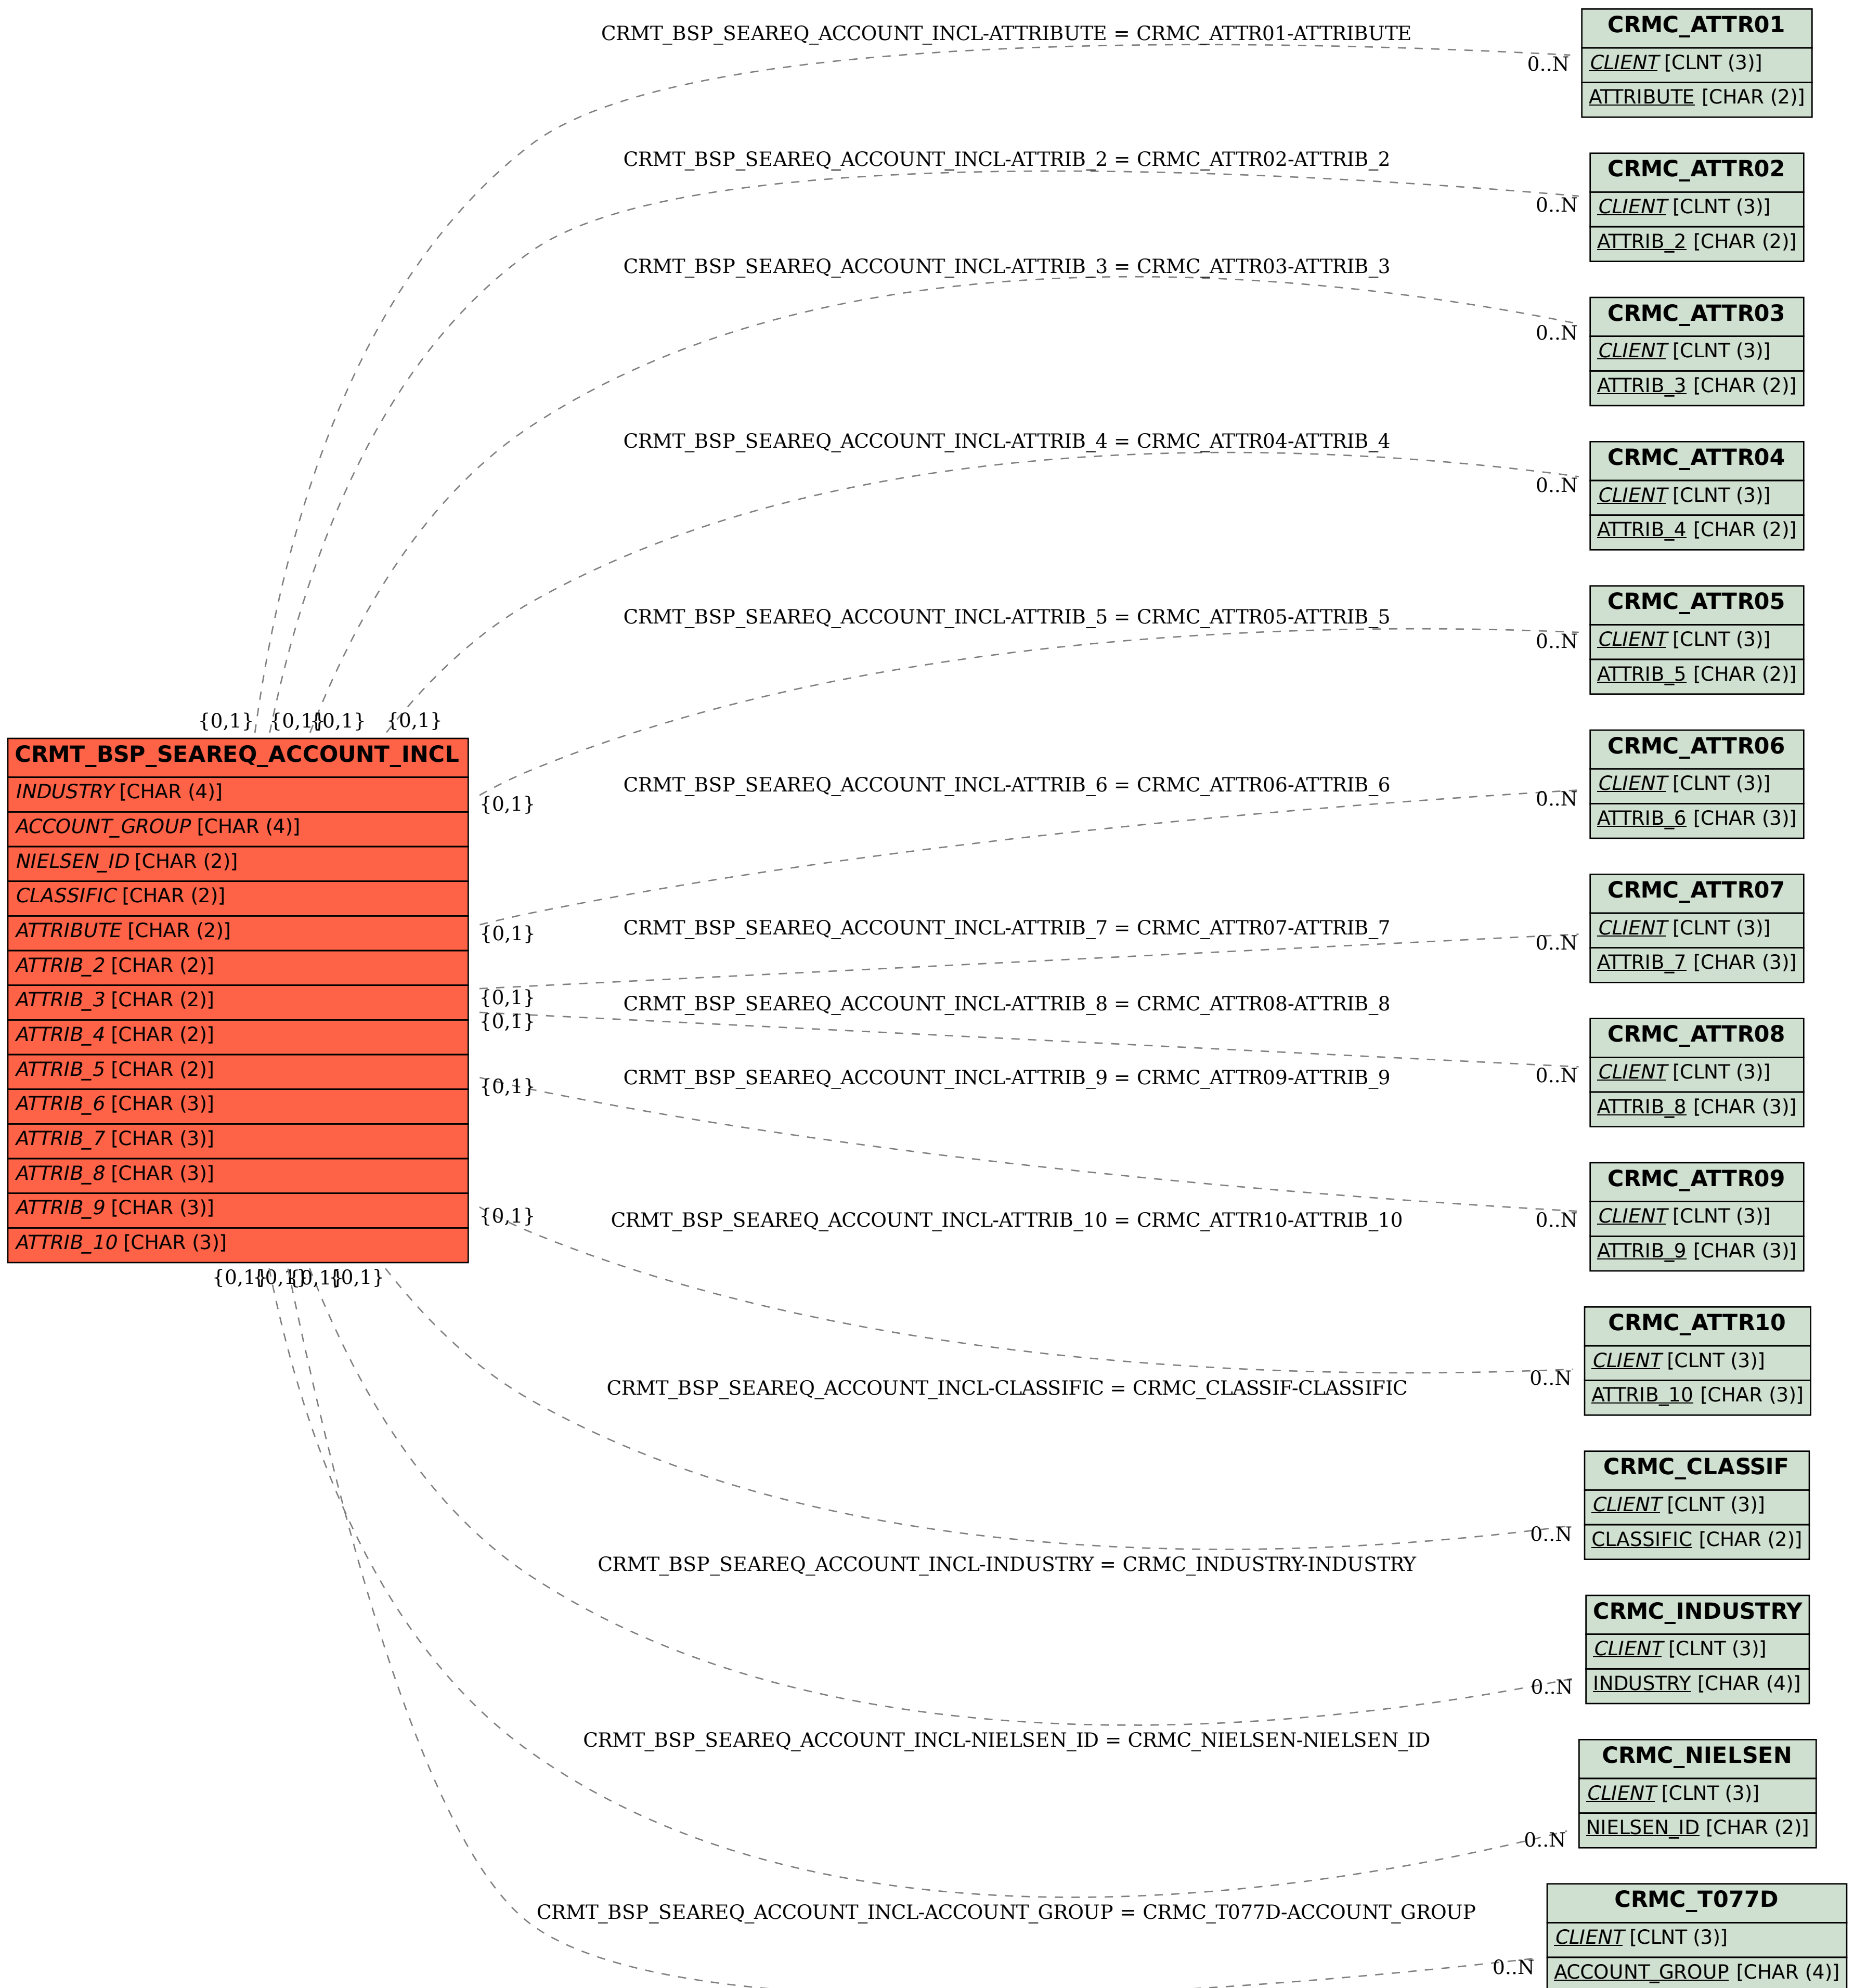 CRMT_BSP_SEAREQ_ACCOUNT_INCL-ATTRIBUTE = CRMC_ATTR01-ATTRIBUTE
0..N
CRMC_ATTR01
CLIENT [CLNT (3)]
ATTRIBUTE [CHAR (2)]
CRMT_BSP_SEAREQ_ACCOUNT_INCL-ATTRIB_2 = CRMC_ATTR02-ATTRIB_2
0..N
CRMC_ATTR02
CLIENT [CLNT (3)]
ATTRIB_2 [CHAR (2)]
CRMT_BSP_SEAREQ_ACCOUNT_INCL-ATTRIB_3 = CRMC_ATTR03-ATTRIB_3
0..N
CRMC_ATTR03
CLIENT [CLNT (3)]
ATTRIB_3 [CHAR (2)]
CRMT_BSP_SEAREQ_ACCOUNT_INCL-ATTRIB_4 = CRMC_ATTR04-ATTRIB_4
0..N
CRMC_ATTR04
CLIENT [CLNT (3)]
ATTRIB_4 [CHAR (2)]
CRMT_BSP_SEAREQ_ACCOUNT_INCL-ATTRIB_5 = CRMC_ATTR05-ATTRIB_5
0..N
CRMC_ATTR05
CLIENT [CLNT (3)]
ATTRIB_5 [CHAR (2)]
{0,1} {0,1} {0,1} {0,1}
CRMT_BSP_SEAREQ_ACCOUNT_INCL
INDUSTRY [CHAR (4)]
ACCOUNT_GROUP [CHAR (4)]
NIELSEN_ID [CHAR (2)]
CLASSIFIC [CHAR (2)]
ATTRIBUTE [CHAR (2)]
ATTRIB_2 [CHAR (2)]
ATTRIB_3 [CHAR (2)]
ATTRIB_4 [CHAR (2)]
ATTRIB_5 [CHAR (2)]
ATTRIB_6 [CHAR (3)]
ATTRIB_7 [CHAR (3)]
ATTRIB_8 [CHAR (3)]
ATTRIB_9 [CHAR (3)]
ATTRIB_10 [CHAR (3)]
{0,1}
{0,1}
{0,1}
{0,1}
{0,1}
{0,1}
{0,1} {0,1} {0,1} {0,1}
CRMT_BSP_SEAREQ_ACCOUNT_INCL-ATTRIB_6 = CRMC_ATTR06-ATTRIB_6
0..N
CRMC_ATTR06
CLIENT [CLNT (3)]
ATTRIB_6 [CHAR (3)]
CRMT_BSP_SEAREQ_ACCOUNT_INCL-ATTRIB_7 = CRMC_ATTR07-ATTRIB_7
0..N
CRMC_ATTR07
CLIENT [CLNT (3)]
ATTRIB_7 [CHAR (3)]
CRMT_BSP_SEAREQ_ACCOUNT_INCL-ATTRIB_8 = CRMC_ATTR08-ATTRIB_8
0..N
CRMC_ATTR08
CLIENT [CLNT (3)]
ATTRIB_8 [CHAR (3)]
CRMT_BSP_SEAREQ_ACCOUNT_INCL-ATTRIB_9 = CRMC_ATTR09-ATTRIB_9
0..N
CRMC_ATTR09
CLIENT [CLNT (3)]
ATTRIB_9 [CHAR (3)]
CRMT_BSP_SEAREQ_ACCOUNT_INCL-ATTRIB_10 = CRMC_ATTR10-ATTRIB_10
0..N
CRMC_ATTR10
CLIENT [CLNT (3)]
ATTRIB_10 [CHAR (3)]
CRMT_BSP_SEAREQ_ACCOUNT_INCL-CLASSIFIC = CRMC_CLASSIF-CLASSIFIC
0..N
CRMC_CLASSIF
CLIENT [CLNT (3)]
CLASSIFIC [CHAR (2)]
CRMT_BSP_SEAREQ_ACCOUNT_INCL-INDUSTRY = CRMC_INDUSTRY-INDUSTRY
0..N
CRMC_INDUSTRY
CLIENT [CLNT (3)]
INDUSTRY [CHAR (4)]
CRMT_BSP_SEAREQ_ACCOUNT_INCL-NIELSEN_ID = CRMC_NIELSEN-NIELSEN_ID
0..N
CRMC_NIELSEN
CLIENT [CLNT (3)]
NIELSEN_ID [CHAR (2)]
CRMT_BSP_SEAREQ_ACCOUNT_INCL-ACCOUNT_GROUP = CRMC_T077D-ACCOUNT_GROUP
0..N
CRMC_T077D
CLIENT [CLNT (3)]
ACCOUNT_GROUP [CHAR (4)]